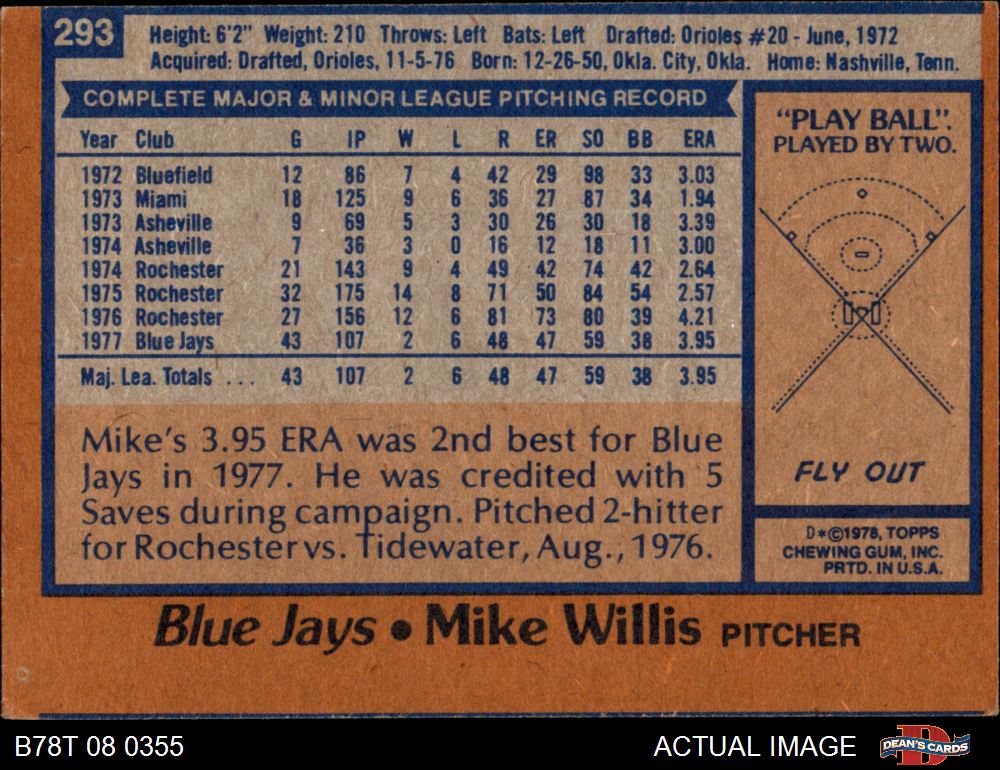 293
Height: 6'2" Weight: 210 Throws: Left Bats: Left Drafted: Orioles #20 - June, 1972
Acquired: Drafted, Orioles, 11-5-76 Born: 12-26-50, Okla. City, Okla. Home: Nashville, Tenn.
COMPLETE MAJOR & MINOR LEAGUE PITCHING RECORD
Year Club G IP W L R ER SO BB ERA
1972 Bluefield 12 86 7 4 42 29 98 33 3.03
1973 Miami 18 125 9 6 36 27 87 34 1.94
1973 Asheville 9 69 5 3 30 26 30 18 3.39
1974 Asheville 7 36 3 0 16 12 18 11 3.00
1974 Rochester 21 143 9 4 49 42 74 42 2.64
1975 Rochester 32 175 14 8 71 50 84 54 2.57
1976 Rochester 27 156 12 6 81 73 80 39 4.21
1977 Blue Jays 43 107 2 6 48 47 59 38 3.95
Maj. Lea. Totals ... 43 107 2 6 48 47 59 38 3.95
Mike's 3.95 ERA was 2nd best for Blue
Jays in 1977. He was credited with 5
Saves during campaign. Pitched 2-hitter
for Rochester vs. Tidewater, Aug., 1976.
"PLAY BALL".
PLAYED BY TWO.
FLY OUT
D*©1978, TOPPS
CHEWING GUM, INC.
PRTD. IN U.S.A.
Blue Jays • Mike Willis PITCHER
B78T 08 0355
ACTUAL IMAGE
D
DEAN'S CARDS